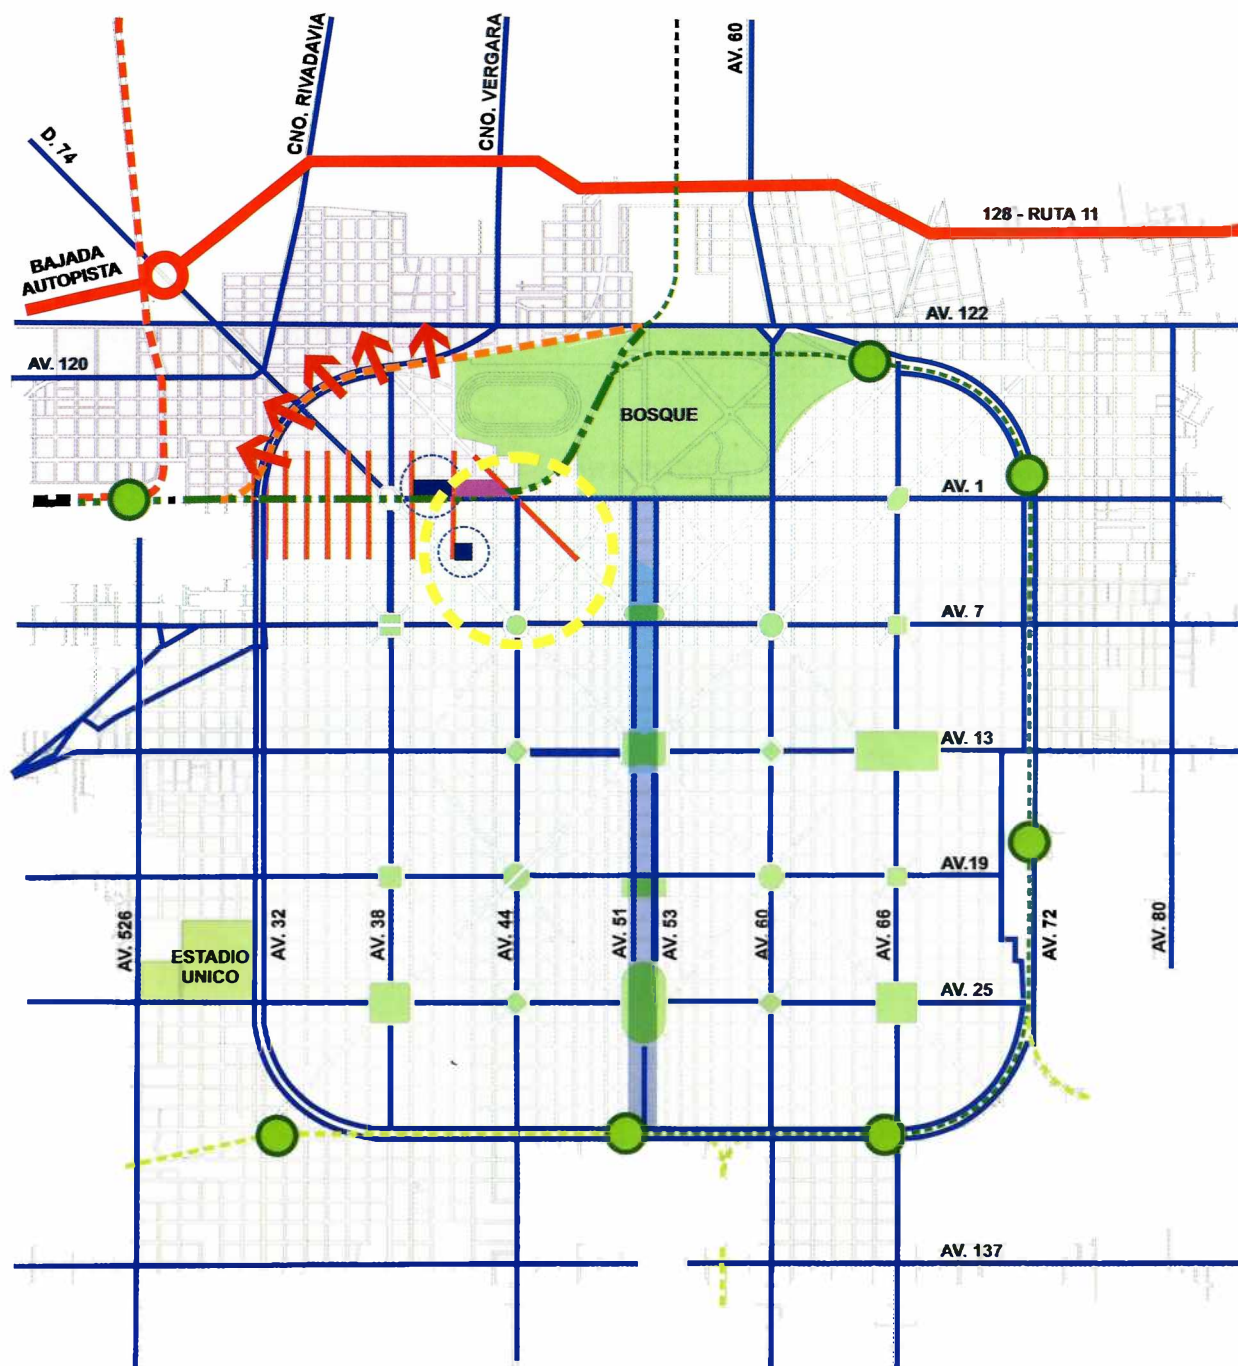 CNO. RIVADAVIA
CNO. VERGARA
AV. 60
D. 74
128 - RUTA 11
BAJADA
AUTOPISTA
AV. 122
AV. 120
BOSQUE
AV. 1
AV. 7
AV. 13
AV.19
AV. 526
AV. 32
AV. 38
AV. 44
AV. 51
AV. 53
AV. 60
AV. 66
AV. 72
AV. 80
ESTADIO
UNICO
AV. 25
AV. 137